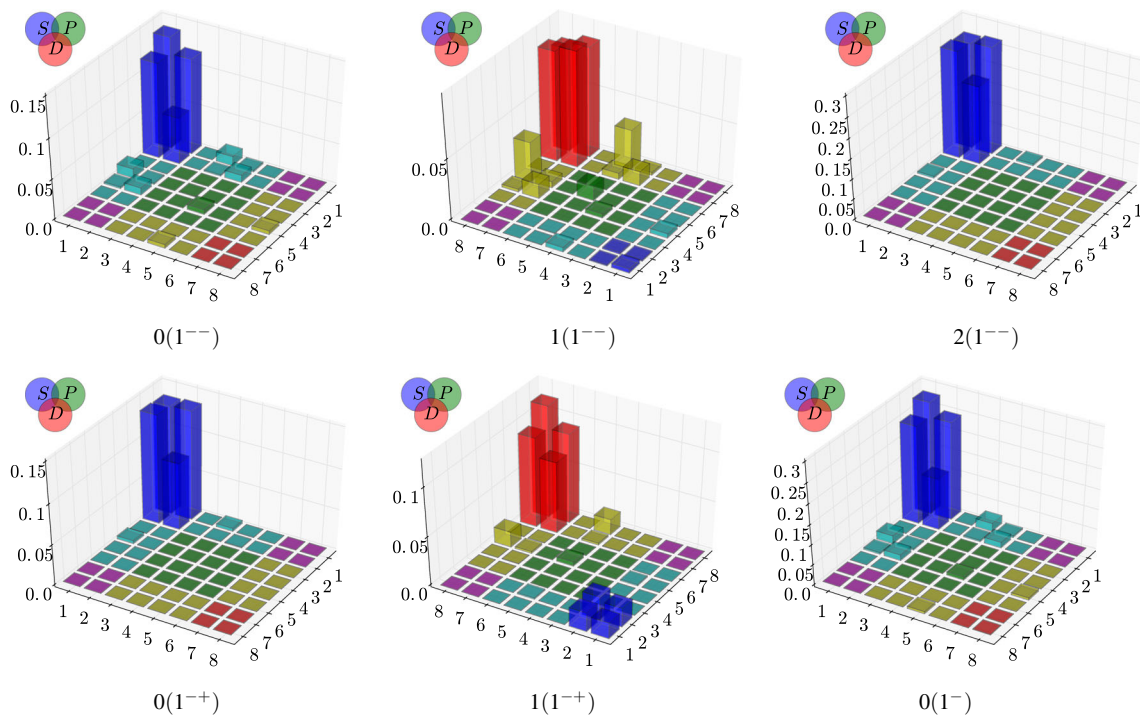 S P S P S P
D D D
0.15 0.1 0.05 0.0
1 2 3 4 5 6 7 8
8 7 6 5 4 3 2 1
0.05 0.0
8 7 6 5 4 3 2 1
1 2 3 4 5 6 7 8
0.3 0.25 0.2 0.15 0.1 0.05 0.0
1 2 3 4 5 6 7 8
8 7 6 5 4 3 2 1
0(1⁻⁻) 1(1⁻⁻) 2(1⁻⁻)
S P S P S P
D D D
0.15 0.1 0.05 0.0
1 2 3 4 5 6 7 8
8 7 6 5 4 3 2 1
0.1 0.05 0.0
8 7 6 5 4 3 2 1
1 2 3 4 5 6 7 8
0.3 0.25 0.2 0.15 0.1 0.05 0.0
1 2 3 4 5 6 7 8
8 7 6 5 4 3 2 1
0(1⁻⁺) 1(1⁻⁺) 0(1⁻)